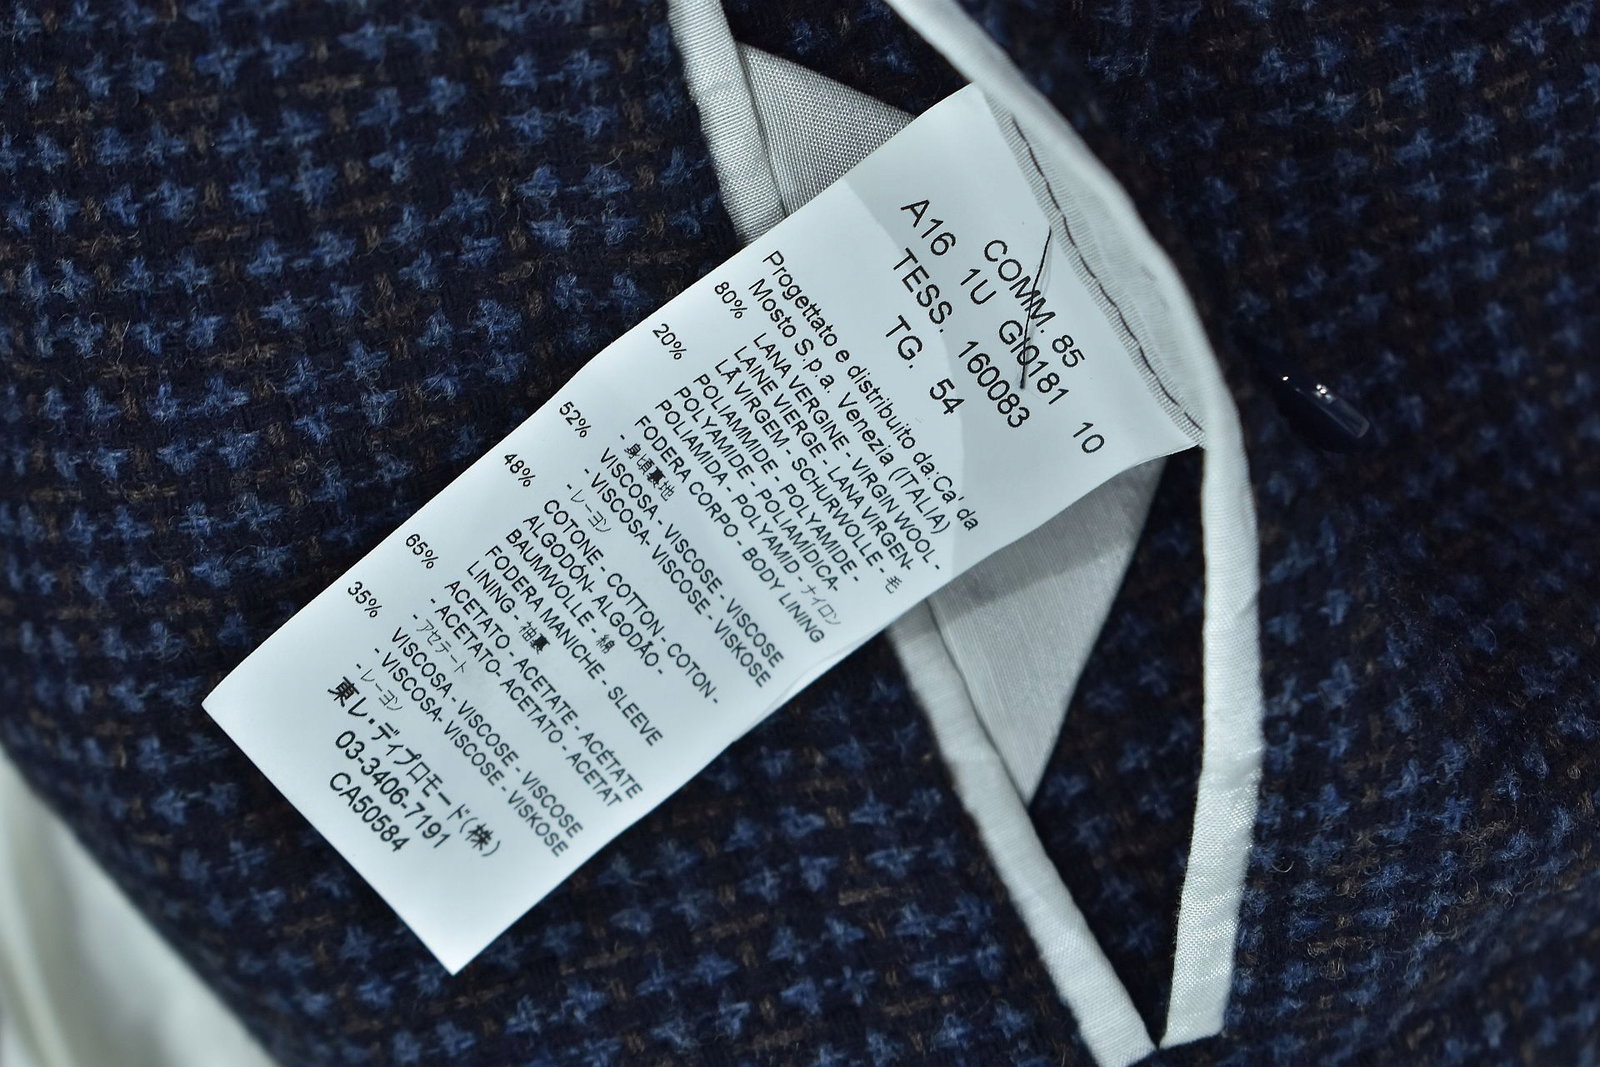 COMM. 85
A16 1U GI0181 10
TESS. 160083
TG. 54
Progettato e distribuito da:Ca' da
Mosto S.p.a. Venezia (ITALIA)
80% LANA VERGINE - VIRGIN WOOL -
LAINE VIERGE - LANA VIRGEN-
LÃ VIRGEM - SCHURWOLLE - 毛
20% POLIAMMIDE - POLYAMIDE -
POLYAMIDE - POLIAMÍDICA-
POLIAMIDA - POLYAMID - ナイロン
FODERA CORPO - BODY LINING
- 身頃裏地
52% VISCOSA - VISCOSE - VISCOSE
- VISCOSA- VISCOSE - VISKOSE
- レーヨン
48% COTONE - COTTON - COTON -
ALGODÓN- ALGODÃO -
BAUMWOLLE - 綿
FODERA MANICHE - SLEEVE
LINING - 袖裏
65% ACETATO - ACETATE - ACÉTATE
- ACETATO- ACETATO - ACETAT
- アセテート
35% VISCOSA - VISCOSE - VISCOSE
- VISCOSA- VISCOSE - VISKOSE
- レーヨン
東レ・ディプロモード(株)
03-3406-7191
CA50584